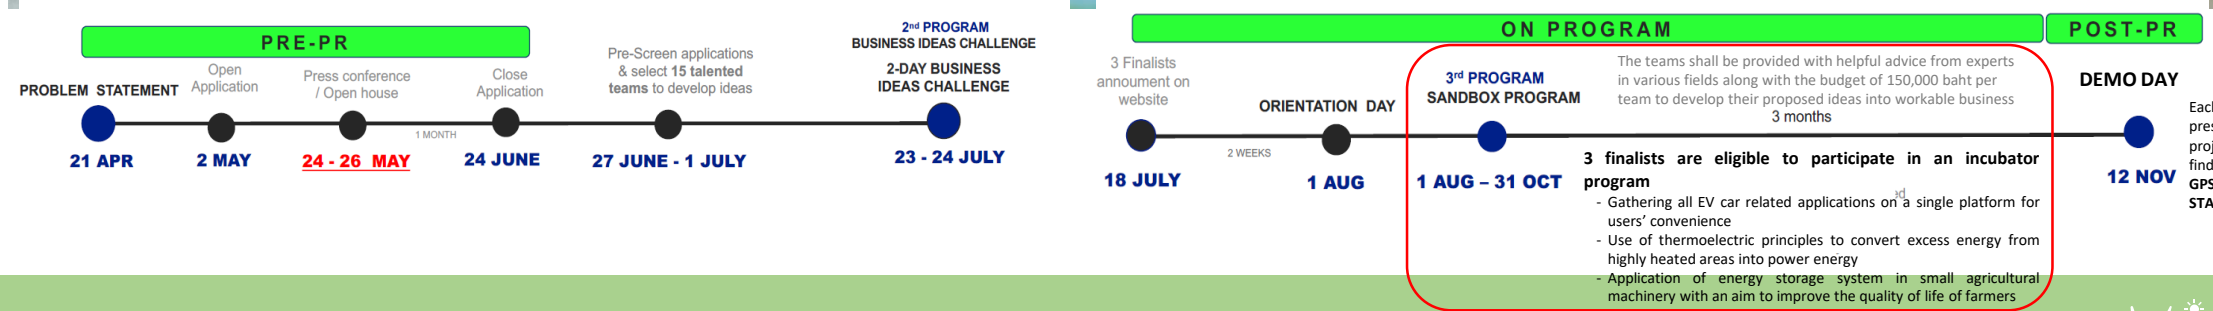 PRE-PR
PROBLEM STATEMENT
21 APR
Open
Application
2 MAY
Press conference
/ Open house
24 - 26 MAY
1 MONTH
Close
Application
24 JUNE
Pre-Screen applications
& select 15 talented
teams to develop ideas
27 JUNE - 1 JULY
2nd PROGRAM
BUSINESS IDEAS CHALLENGE
2-DAY BUSINESS
IDEAS CHALLENGE
23 - 24 JULY
ON PROGRAM
3 Finalists
annoument on
website
18 JULY
2 WEEKS
ORIENTATION DAY
1 AUG
3rd PROGRAM
SANDBOX PROGRAM
1 AUG – 31 OCT
The teams shall be provided with helpful advice from experts
in various fields along with the budget of 150,000 baht per
team to develop their proposed ideas into workable business
3 months
3 finalists are eligible to participate in an incubator
program
- Gathering all EV car related applications on a single platform for
users’ convenience
- Use of thermoelectric principles to convert excess energy from
highly heated areas into power energy
- Application of energy storage system in small agricultural
machinery with an aim to improve the quality of life of farmers
POST-PR
DEMO DAY
12 NOV
find
GPS
STA